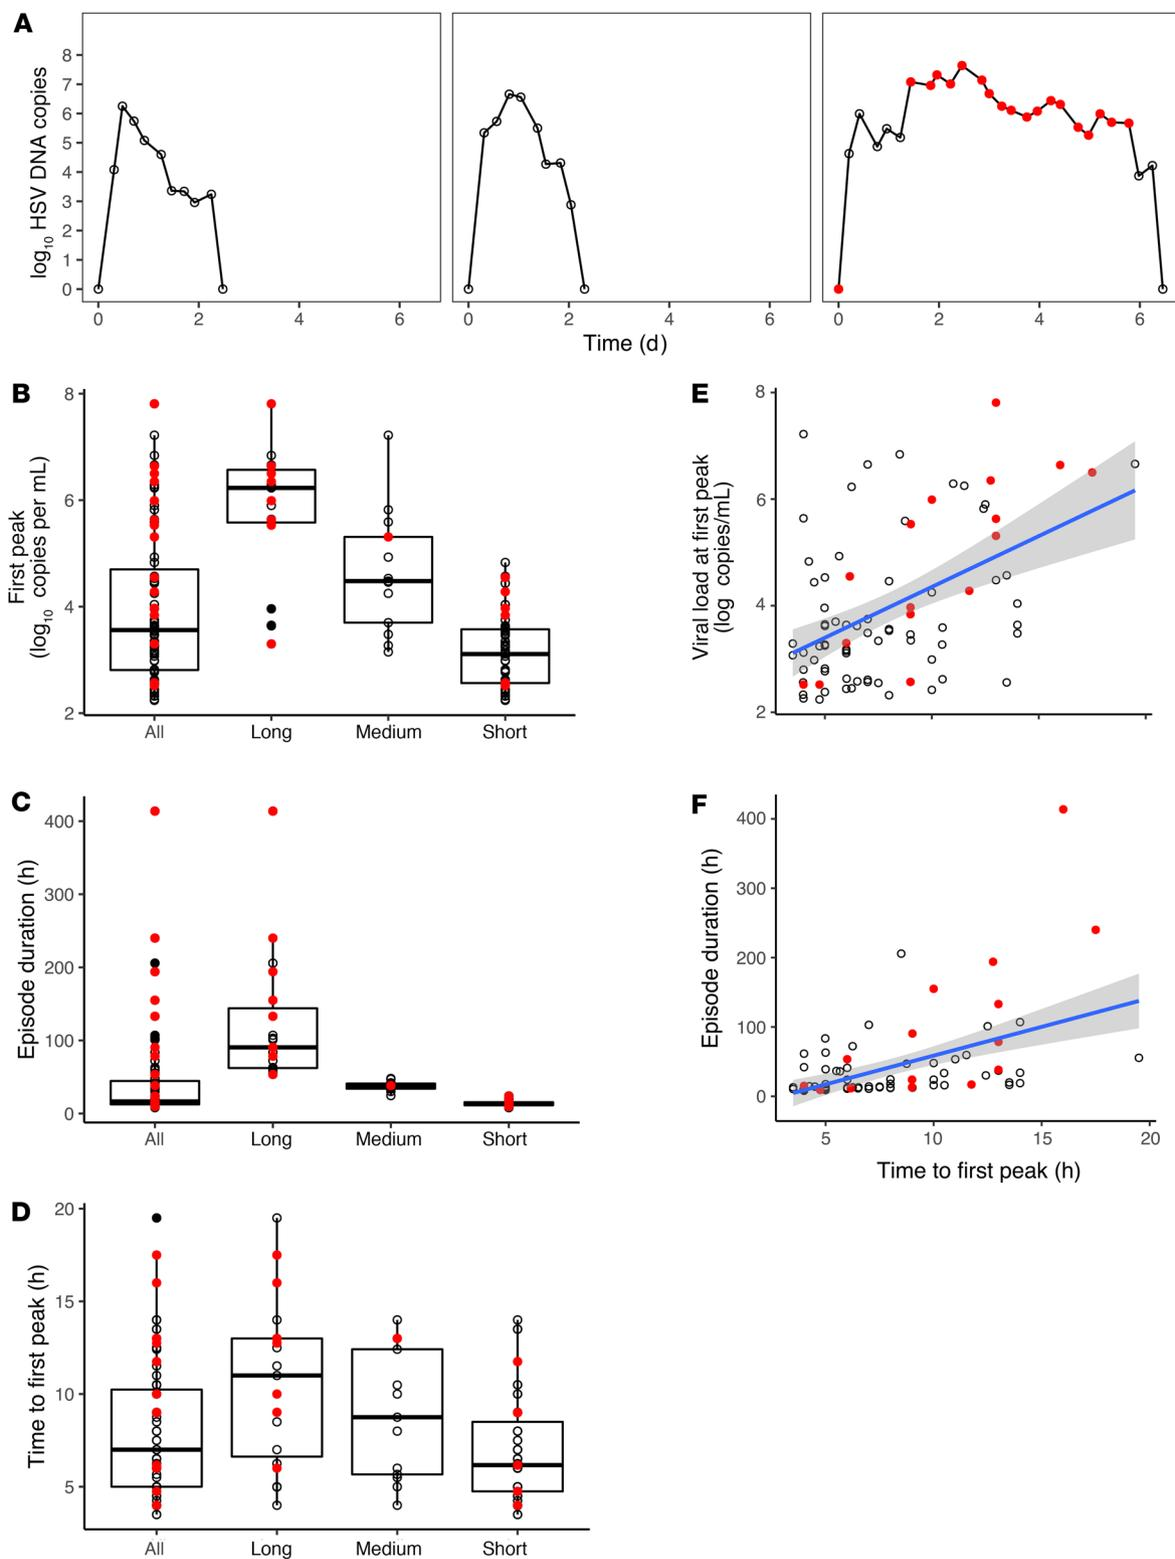 A
log10 HSV DNA copies
8
7
6
5
4
3
2
1
0
0 2 4 6
0 2 4 6
0 2 4 6
Time (d)
B
First peak
(log10 copies per mL)
8
6
4
2
All Long Medium Short
E
Viral load at first peak
(log copies/mL)
8
6
4
2
C
Episode duration (h)
400
300
200
100
0
All Long Medium Short
F
Episode duration (h)
400
300
200
100
0
5 10 15 20
Time to first peak (h)
D
Time to first peak (h)
20
15
10
5
All Long Medium Short